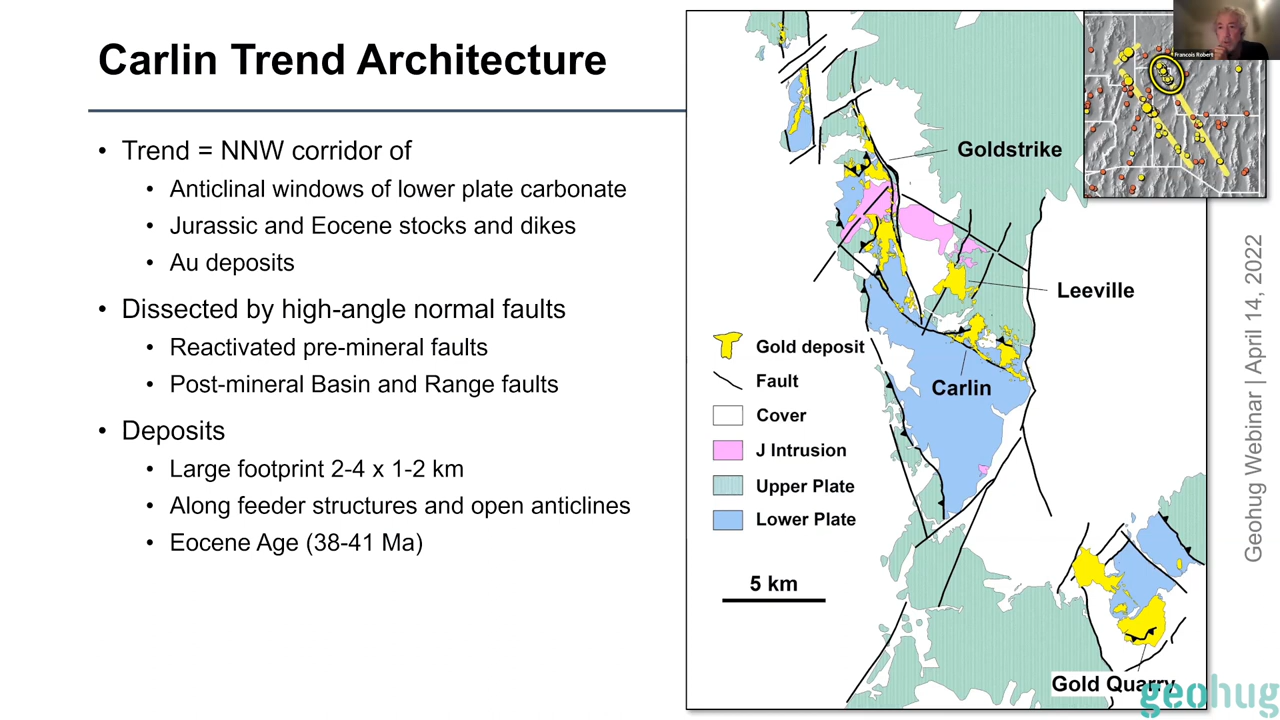 Carlin Trend Architecture
• Trend = NNW corridor of
• Anticlinal windows of lower plate carbonate
• Jurassic and Eocene stocks and dikes
• Au deposits
• Dissected by high-angle normal faults
• Reactivated pre-mineral faults
• Post-mineral Basin and Range faults
• Deposits
• Large footprint 2-4 x 1-2 km
• Along feeder structures and open anticlines
• Eocene Age (38-41 Ma)
Goldstrike
Leeville
Carlin
Gold Quarry
Gold deposit
Fault
Cover
J Intrusion
Upper Plate
Lower Plate
5 km
Francois Robert
Geohug Webinar | April 14, 2022
geohug